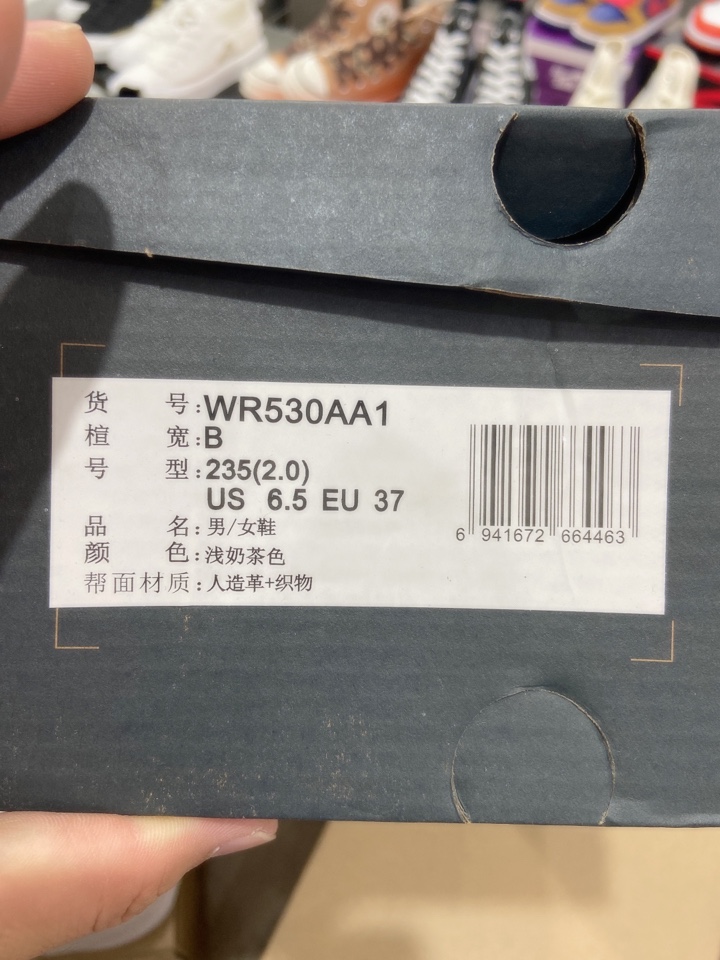 货 号:WR530AA1
楦 宽:B
号 型:235(2.0)
US 6.5 EU 37
品 名:男/女鞋
颜 色:浅奶茶色
帮面材质:人造革+织物
6 941672 664463